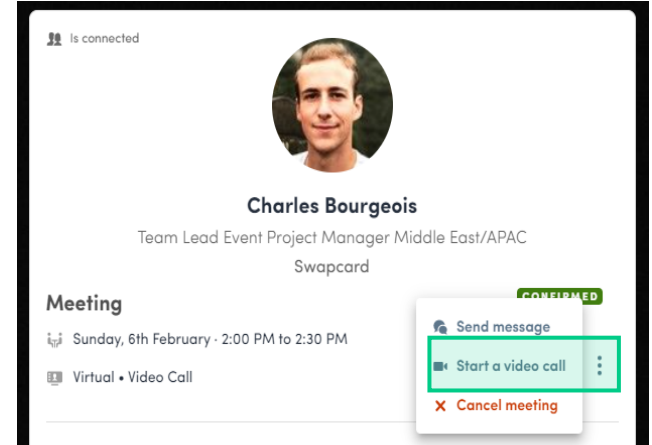 Is connected
Charles Bourgeois
Team Lead Event Project Manager Middle East/APAC
Swapcard
Meeting
CONFIRMED
Sunday, 6th February · 2:00 PM to 2:30 PM
Virtual • Video Call
Send message
Start a video call
Cancel meeting